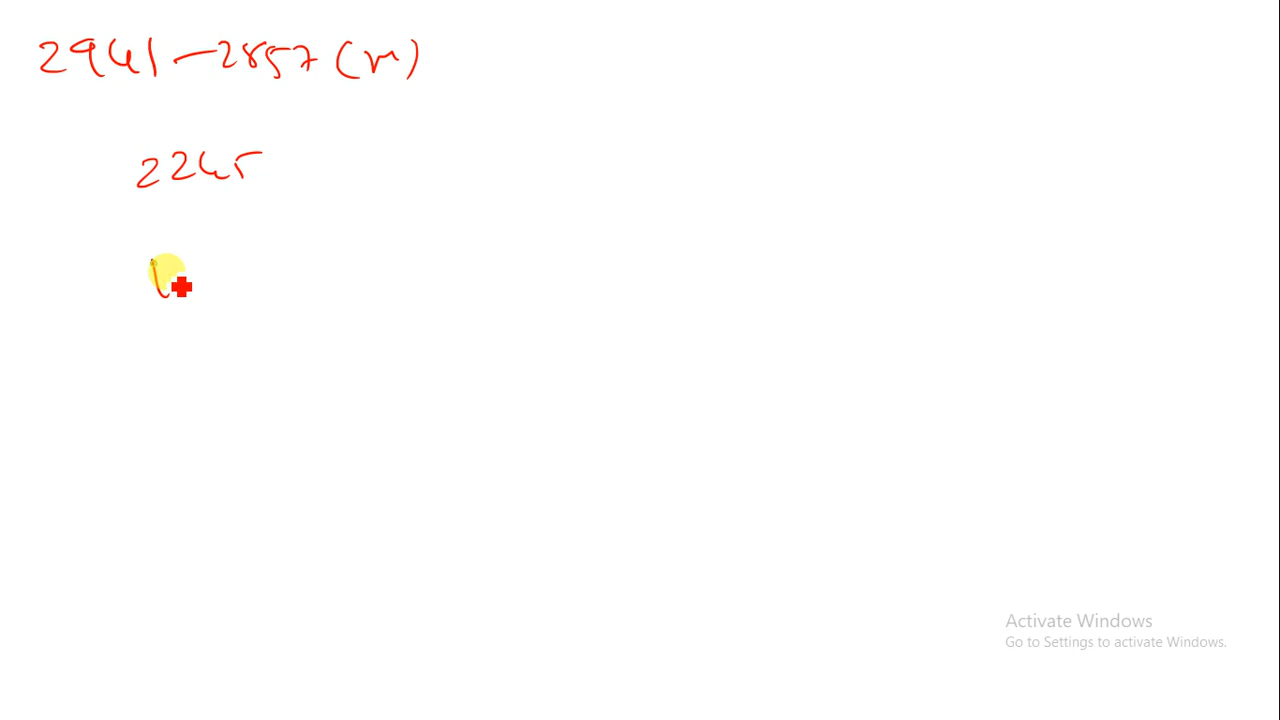 2941 - 2857 (m)
2245
Activate Windows
Go to Settings to activate Windows.